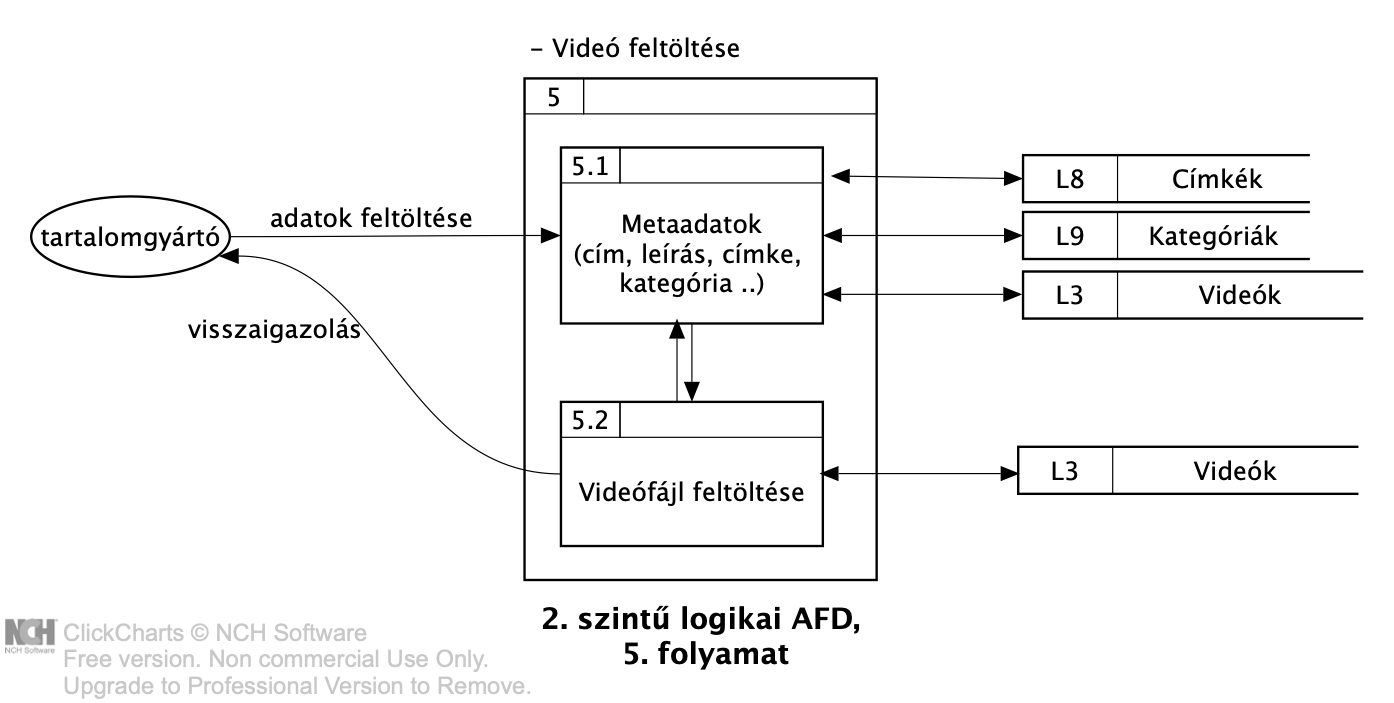 – Videó feltöltése
5
5.1
Metaadatok
(cím, leírás, címke,
kategória ..)
L8 Címkék
L9 Kategóriák
L3 Videók
tartalomgyártó
adatok feltöltése
visszaigazolás
5.2
Videófájl feltöltése
L3 Videók
2. szintű logikai AFD,
5. folyamat
NCH
NCH Software
ClickCharts © NCH Software
Free version. Non commercial Use Only.
Upgrade to Professional Version to Remove.